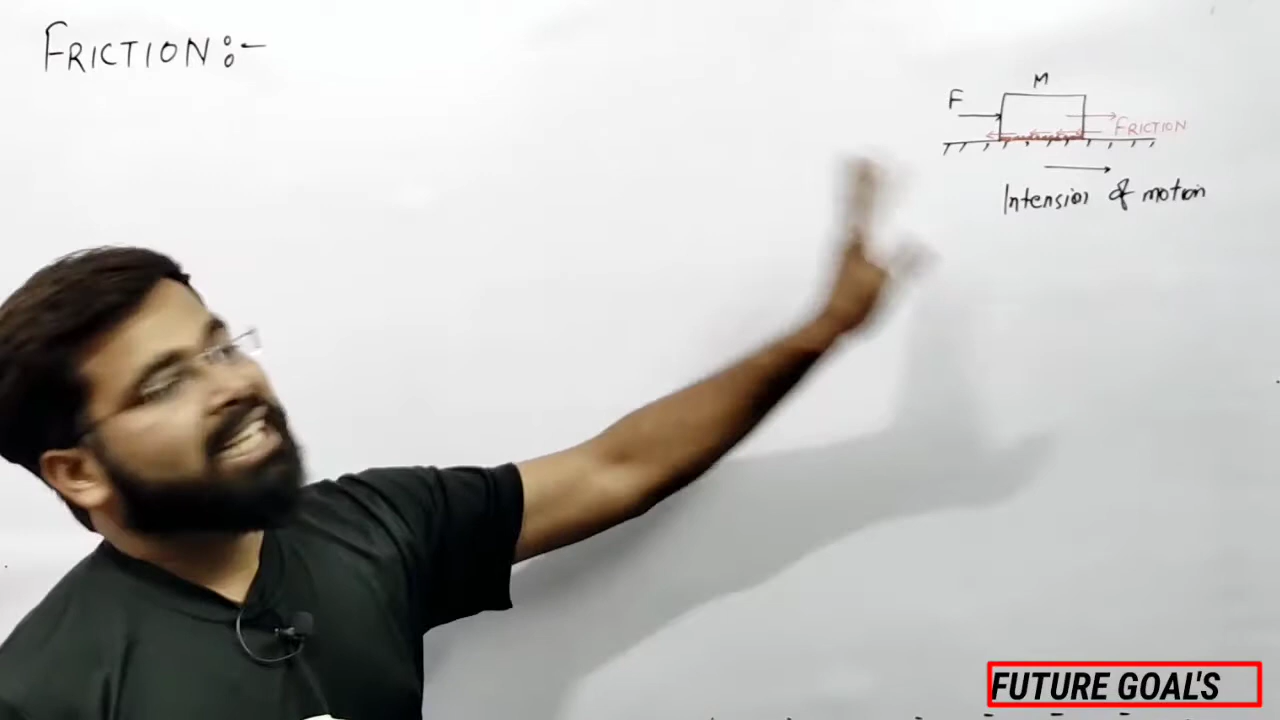 FRICTION:-
M
F
FRICTION
Intension of motion
FUTURE GOAL'S